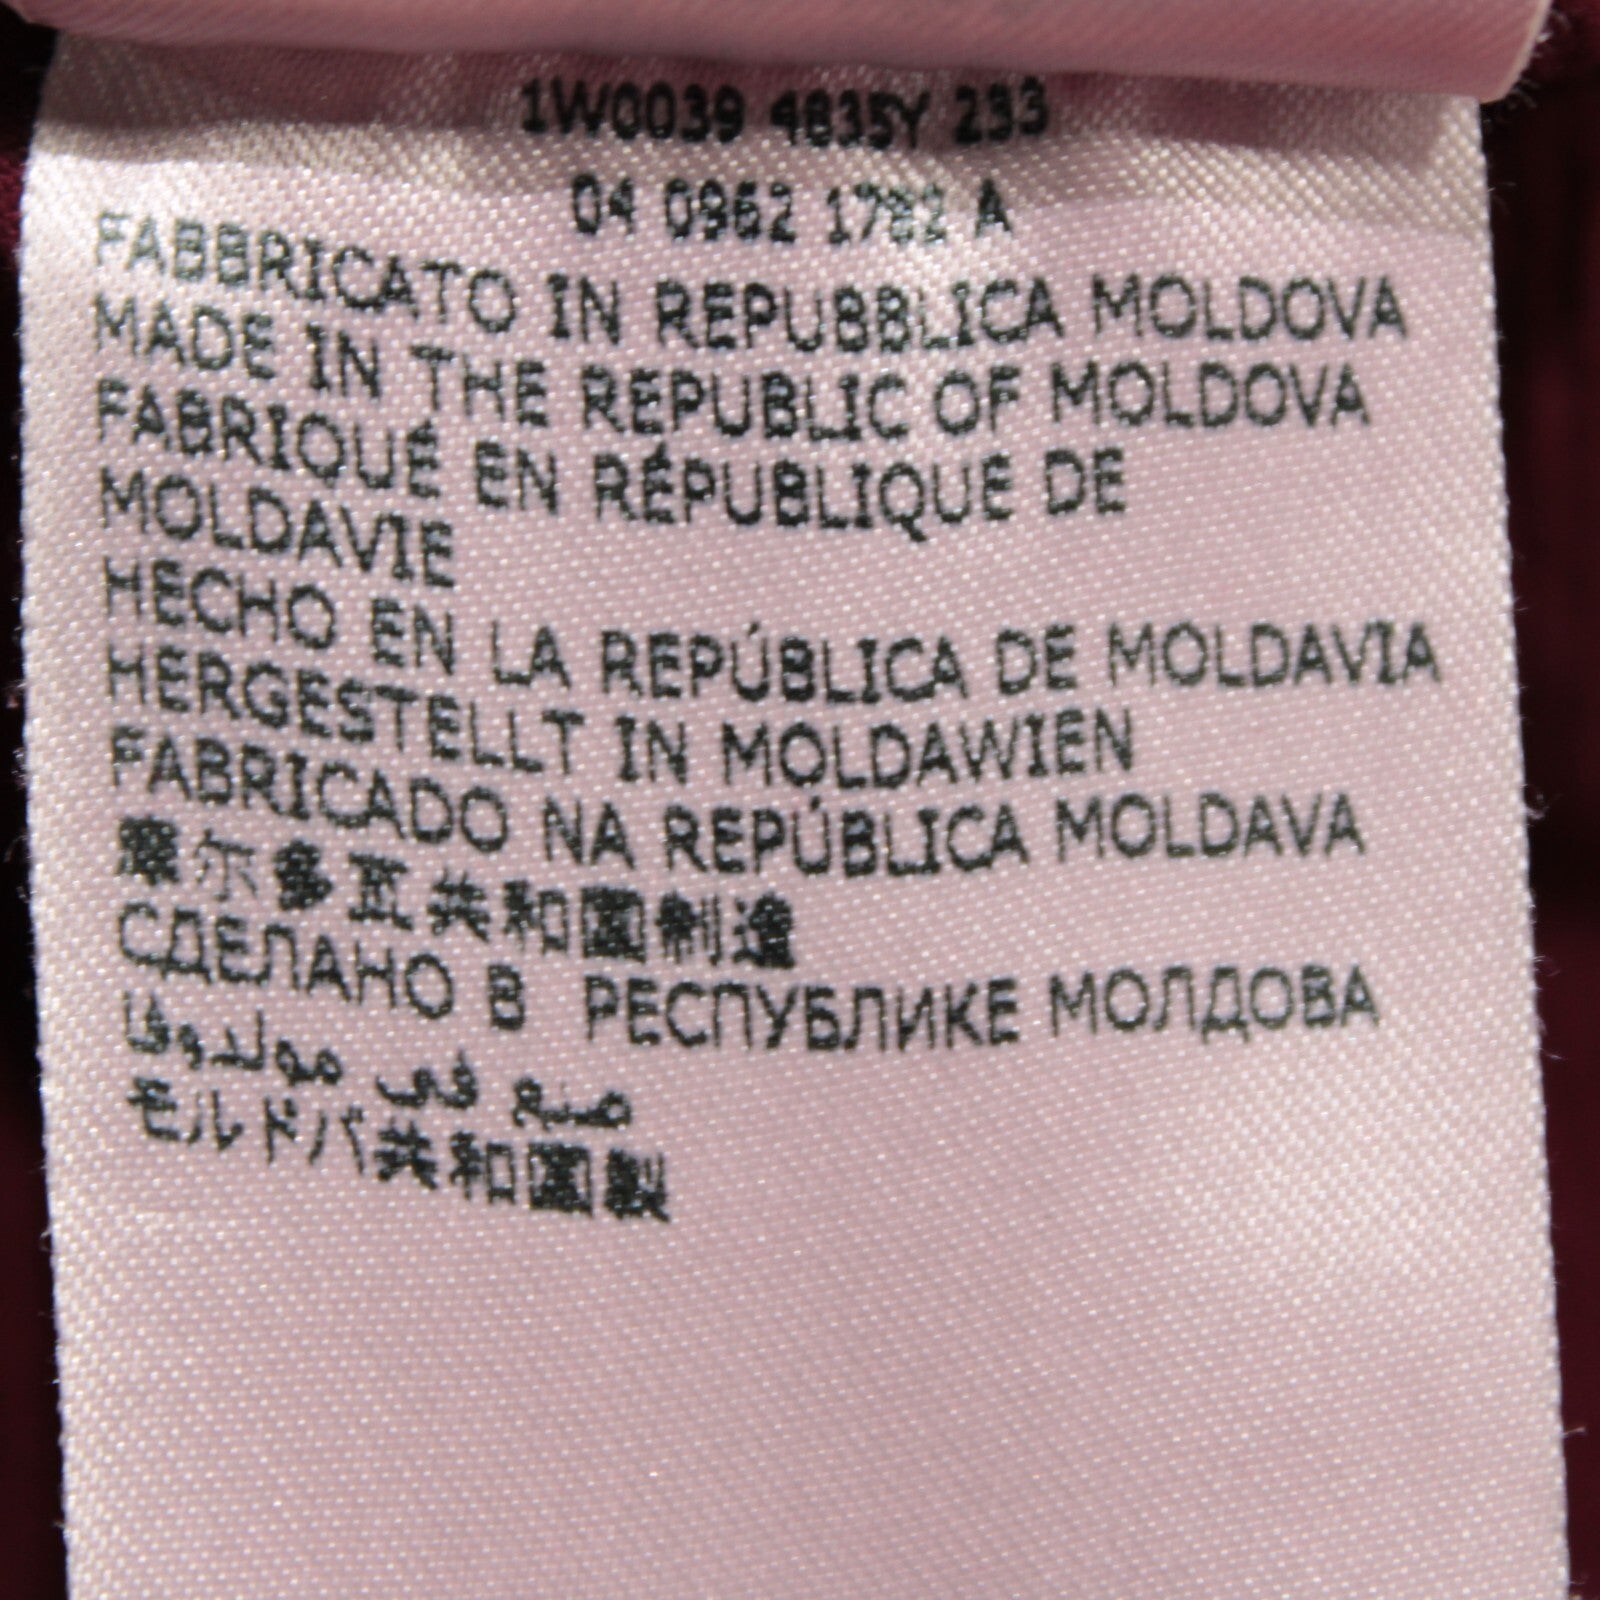 1W0039 4835Y 233
04 0962 1782 A
FABBRICATO IN REPUBBLICA MOLDOVA
MADE IN THE REPUBLIC OF MOLDOVA
FABRIQUÉ EN RÉPUBLIQUE DE
MOLDAVIE
HECHO EN LA REPÚBLICA DE MOLDAVIA
HERGESTELLT IN MOLDAWIEN
FABRICADO NA REPÚBLICA MOLDAVA
摩尔多瓦共和国制造
СДЕЛАНО В РЕСПУБЛИКЕ МОЛДОВА
صنع في مولدوفا
モルドバ共和国製